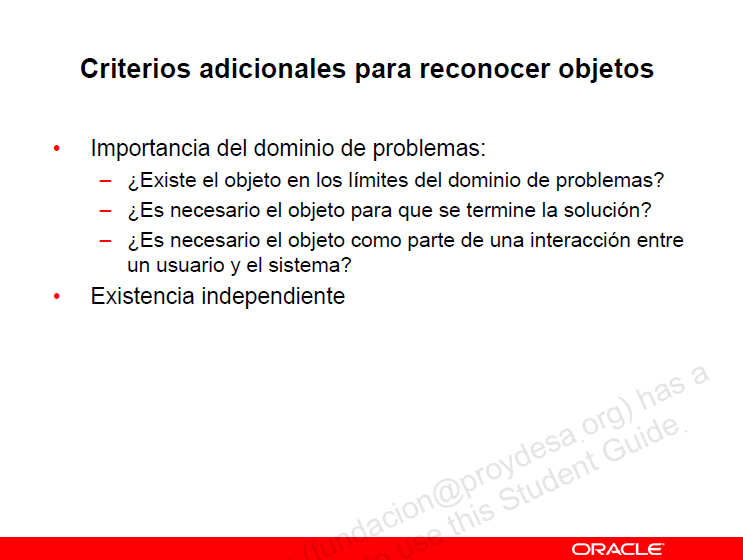 Criterios adicionales para reconocer objetos
• Importancia del dominio de problemas:
– ¿Existe el objeto en los límites del dominio de problemas?
– ¿Es necesario el objeto para que se termine la solución?
– ¿Es necesario el objeto como parte de una interacción entre
un usuario y el sistema?
• Existencia independiente
(fundacion@proydesa.org) has a
to use this Student Guide.
ORACLE